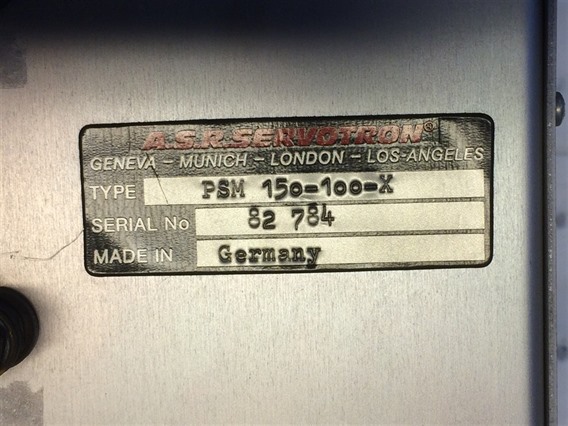 A.S.R. SERVOTRON®
GENEVA – MUNICH – LONDON – LOS-ANGELES
TYPE PSM 150-100-X
SERIAL No 82 784
MADE IN Germany